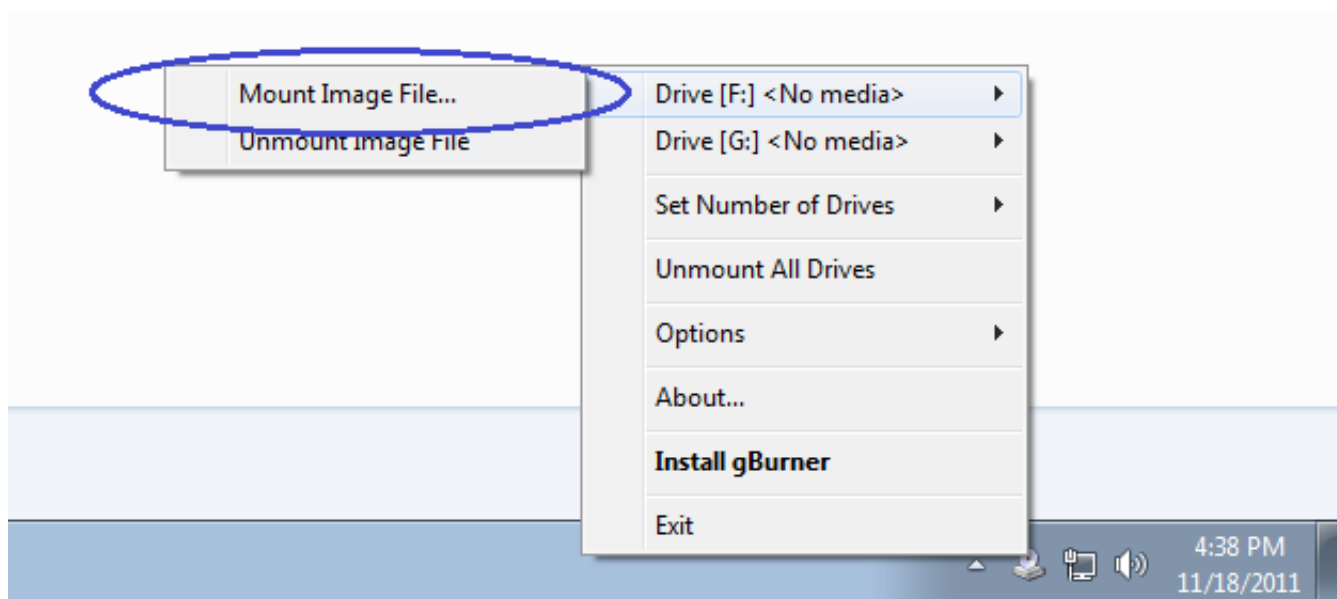 Mount Image File...
Unmount Image File
Drive [F:] <No media>
Drive [G:] <No media>
Set Number of Drives
Unmount All Drives
Options
About...
Install gBurner
Exit
4:38 PM
11/18/2011